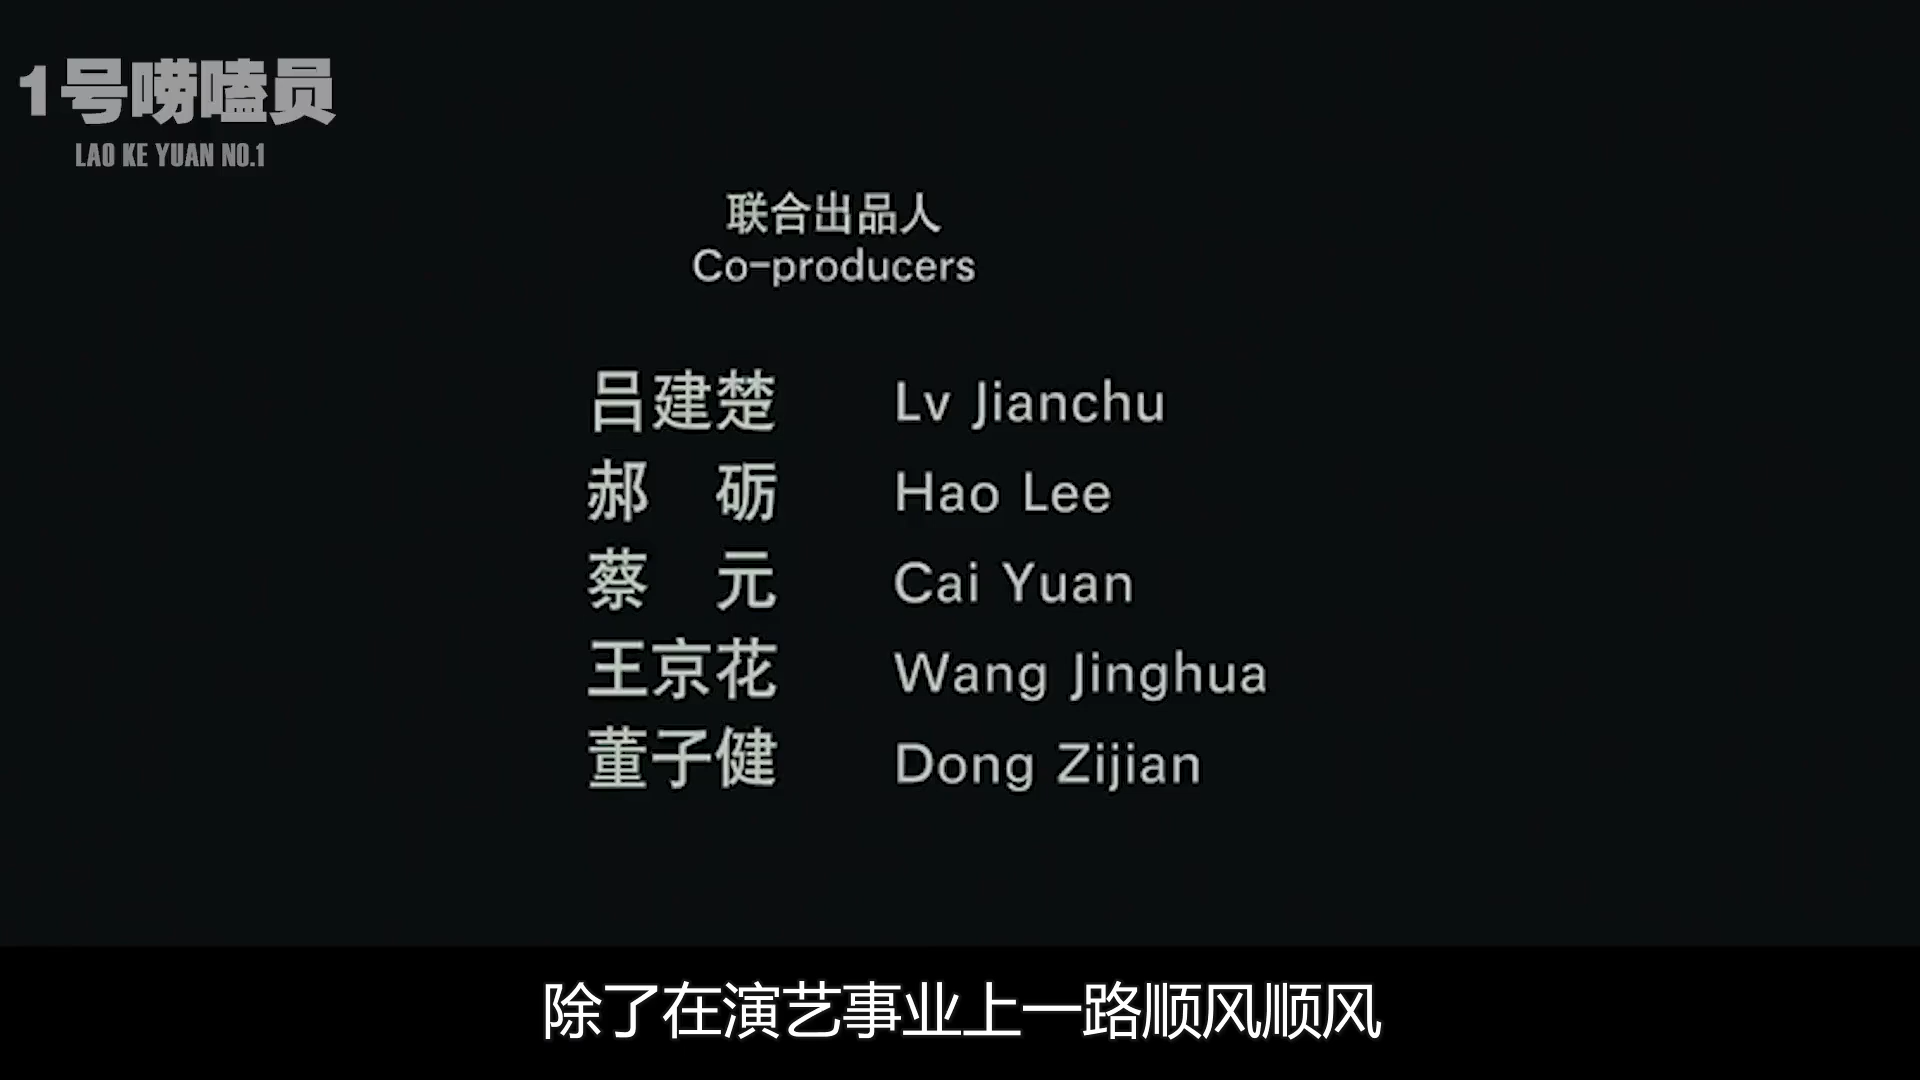 1号唠嗑员
LAO KE YUAN NO.1
联合出品人
Co-producers
吕建楚 Lv Jianchu
郝 砺 Hao Lee
蔡 元 Cai Yuan
王京花 Wang Jinghua
董子健 Dong Zijian
除了在演艺事业上一路顺风顺风